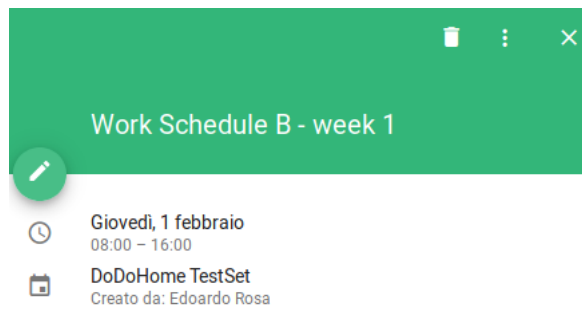 Work Schedule B - week 1
Giovedì, 1 febbraio
08:00 – 16:00
DoDoHome TestSet
Creato da: Edoardo Rosa